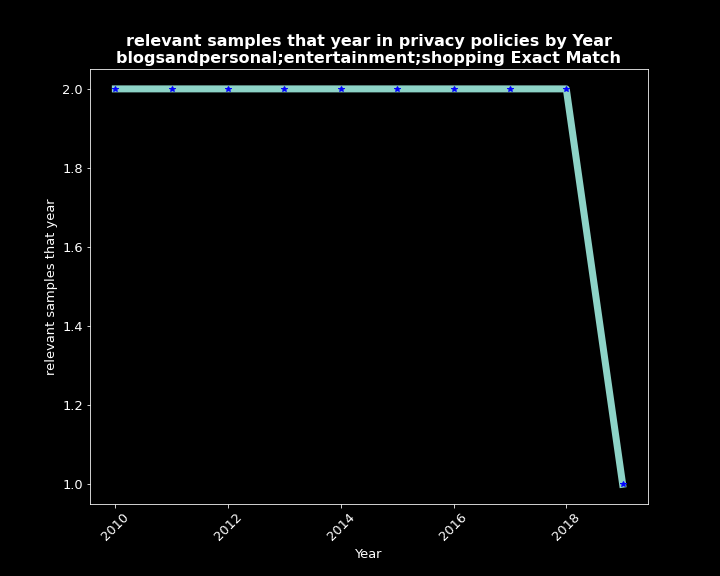 relevant samples that year in privacy policies by Year
blogsandpersonal;entertainment;shopping Exact Match
2.0
1.8
1.6
1.4
1.2
1.0
relevant samples that year
2010
2012
2014
2016
2018
Year